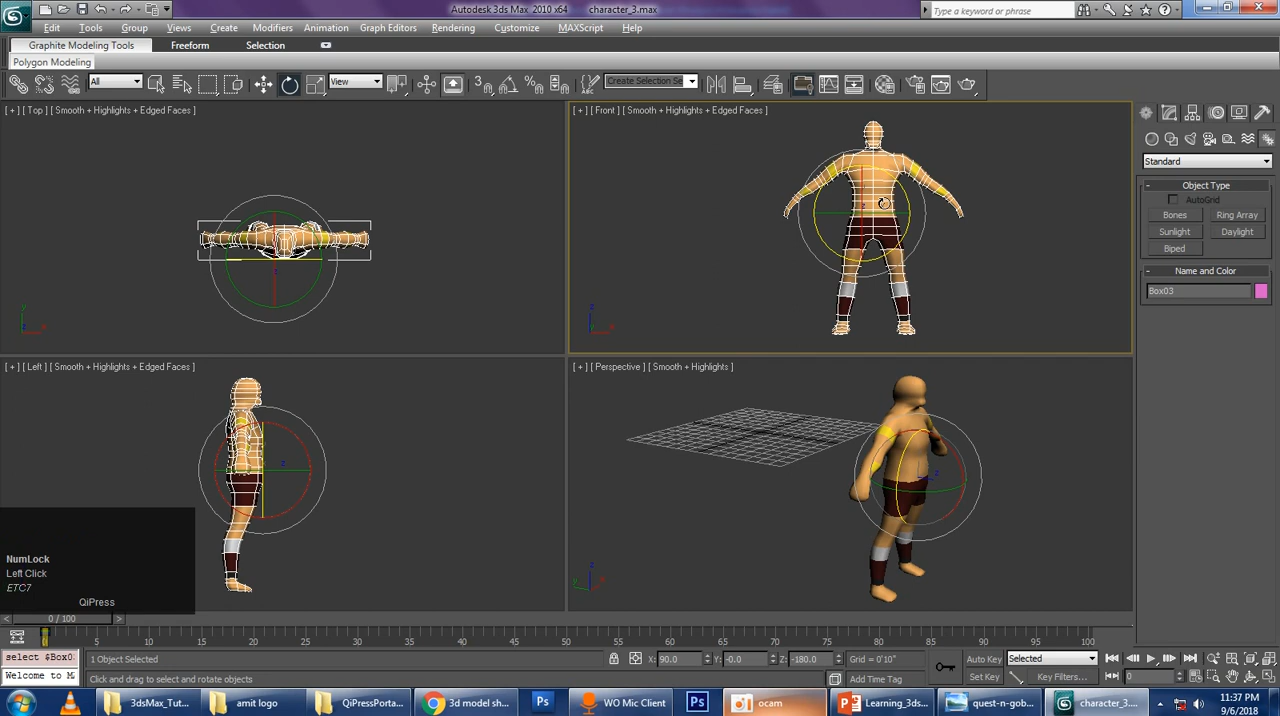 Autodesk 3ds Max 2010 x64 character_3.max
Type a keyword or phrase
Edit Tools Group Views Create Modifiers Animation Graph Editors Rendering Customize MAXScript Help
Graphite Modeling Tools Freeform Selection
Polygon Modeling
All View Create Selection Se
[ + ] [ Top ] [ Smooth + Highlights + Edged Faces ]
[ + ] [ Front ] [ Smooth + Highlights + Edged Faces ]
[ + ] [ Left ] [ Smooth + Highlights + Edged Faces ]
[ + ] [ Perspective ] [ Smooth + Highlights ]
Standard
Object Type
AutoGrid
Bones Ring Array
Sunlight Daylight
Biped
Name and Color
Box03
NumLock
Left Click
ETC7
QiPress
0 / 100
5 10 15 20 25 30 35 40 45 50 55 60 65 70 75 80 85 90 95 100
select $Box0
1 Object Selected
X: 90.0 Y: -0.0 Z: -180.0 Grid = 0'10"
Auto Key Selected
Welcome to M
Click and drag to select and rotate objects
Add Time Tag
Set Key Key Filters... 0
3dsMax_Tut... amit logo QiPressPorta... 3d model sh... WO Mic Client ocam Learning_3ds... quest-n-gob... character_3....
11:37 PM
9/6/2018